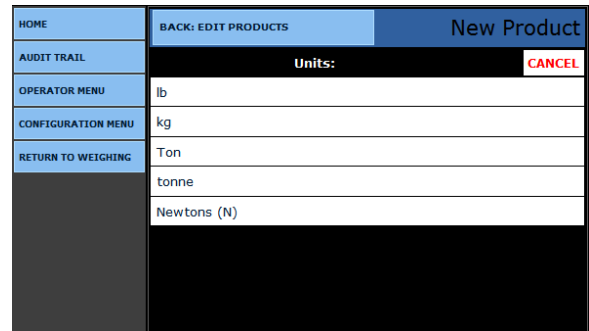 HOME
AUDIT TRAIL
OPERATOR MENU
CONFIGURATION MENU
RETURN TO WEIGHING
BACK: EDIT PRODUCTS
New Product
Units:
CANCEL
lb
kg
Ton
tonne
Newtons (N)